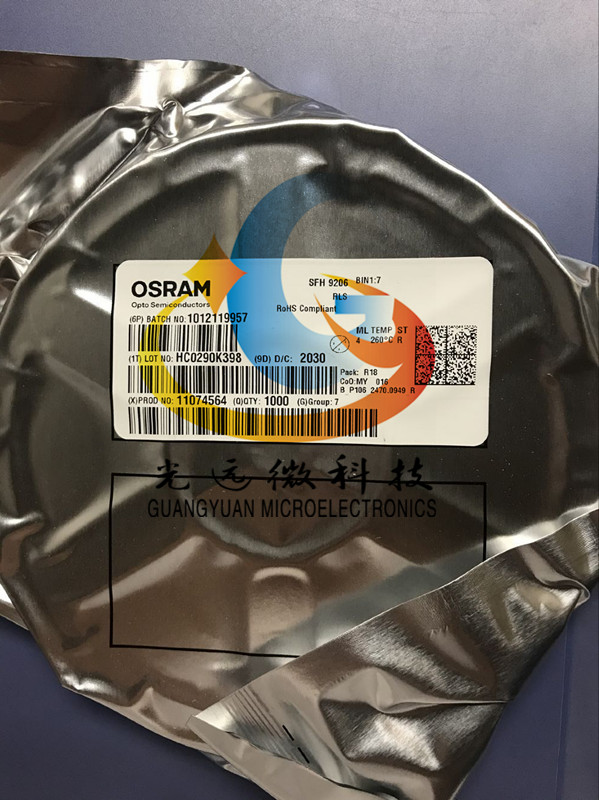 OSRAM
Opto Semiconductors
SFH 9206 BIN1:7
RLS
RoHS Compliant
(6P) BATCH NO:1012119957
ML TEMP ST
4 260°C R
(1T) LOT NO: HC0290K398 (9D) D/C: 2030
Pack: R18
CoO:MY 016
B_P106 2470.0949 R
(X)PROD NO: 11074564 (Q)QTY: 1000 (G)Group: 7
光远微科技
GUANGYUAN MICROELECTRONICS